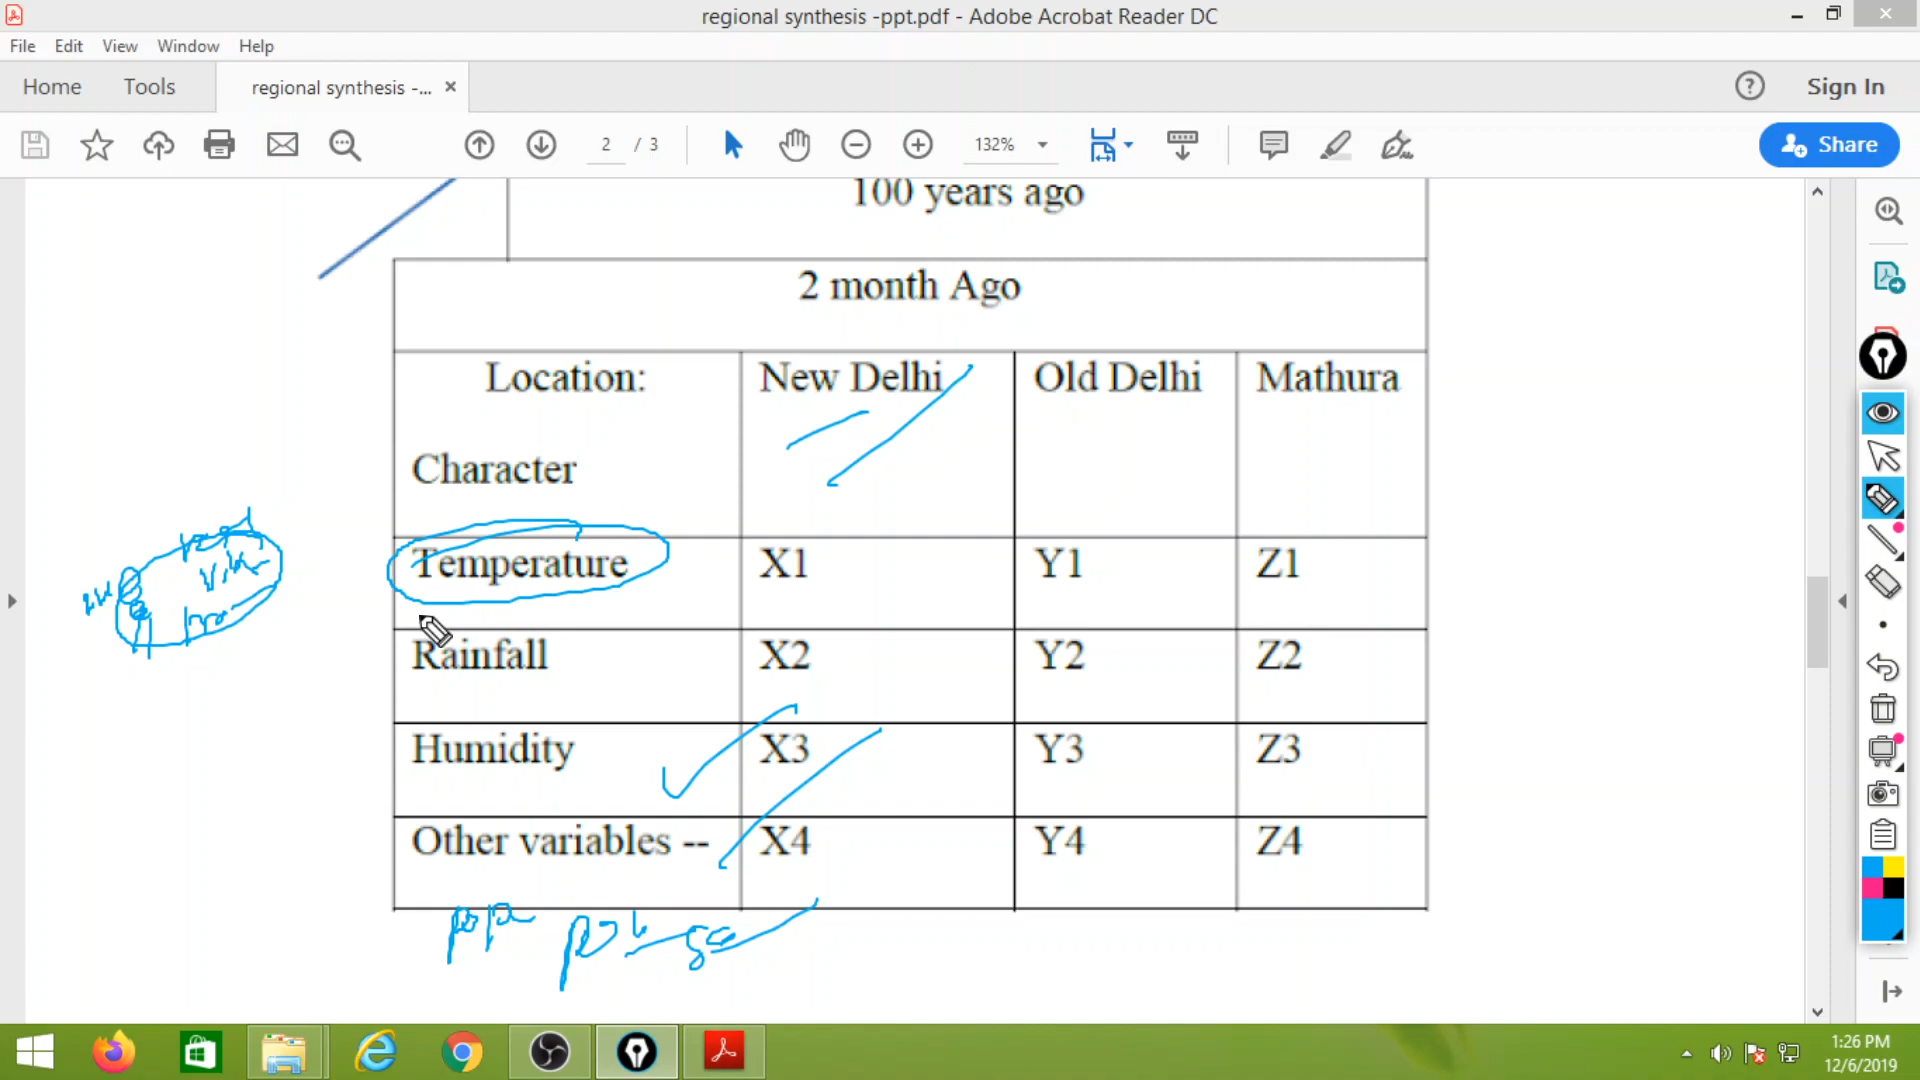 regional synthesis -ppt.pdf - Adobe Acrobat Reader DC
File Edit View Window Help
Home Tools regional synthesis -... × Sign In
2 / 3 132% Share
100 years ago
2 month Ago
Location: New Delhi Old Delhi Mathura
Character
Temperature X1 Y1 Z1
Rainfall X2 Y2 Z2
Humidity X3 Y3 Z3
Other variables -- X4 Y4 Z4
1:26 PM
12/6/2019